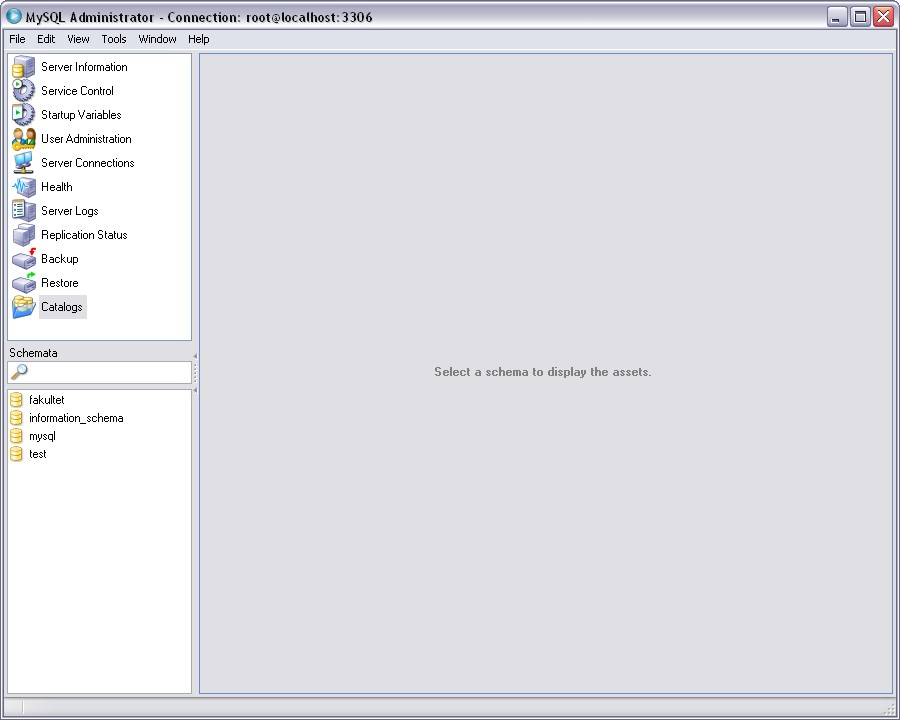 MySQL Administrator - Connection: root@localhost:3306
File Edit View Tools Window Help
Server Information
Service Control
Startup Variables
User Administration
Server Connections
Health
Server Logs
Replication Status
Backup
Restore
Catalogs
Schemata
Select a schema to display the assets.
fakultet
information_schema
mysql
test